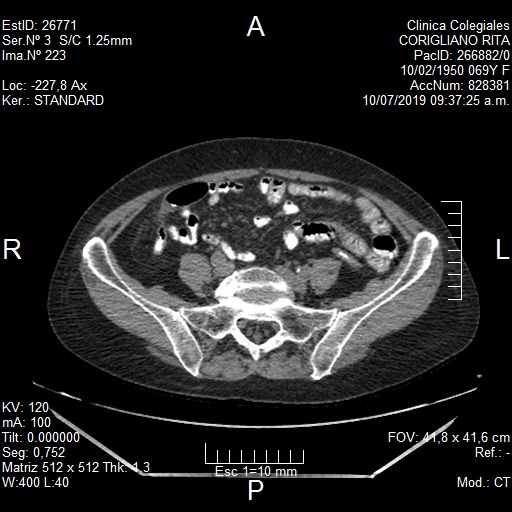 EstID: 26771
Ser.Nº 3 S/C 1.25mm
Ima.Nº 223
Loc: -227,8 Ax
Ker.: STANDARD
A
Clinica Colegiales
CORIGLIANO RITA
PacID: 266882/0
10/02/1950 069Y F
AccNum: 828381
10/07/2019 09:37:25 a.m.
R
L
KV: 120
mA: 100
Tilt: 0.000000
Seg: 0,752
Matriz 512 x 512 Thk: 1.3
W:400 L:40
Esc 1=10 mm
P
FOV: 41,8 x 41,6 cm
Ref.: -
Mod.: CT